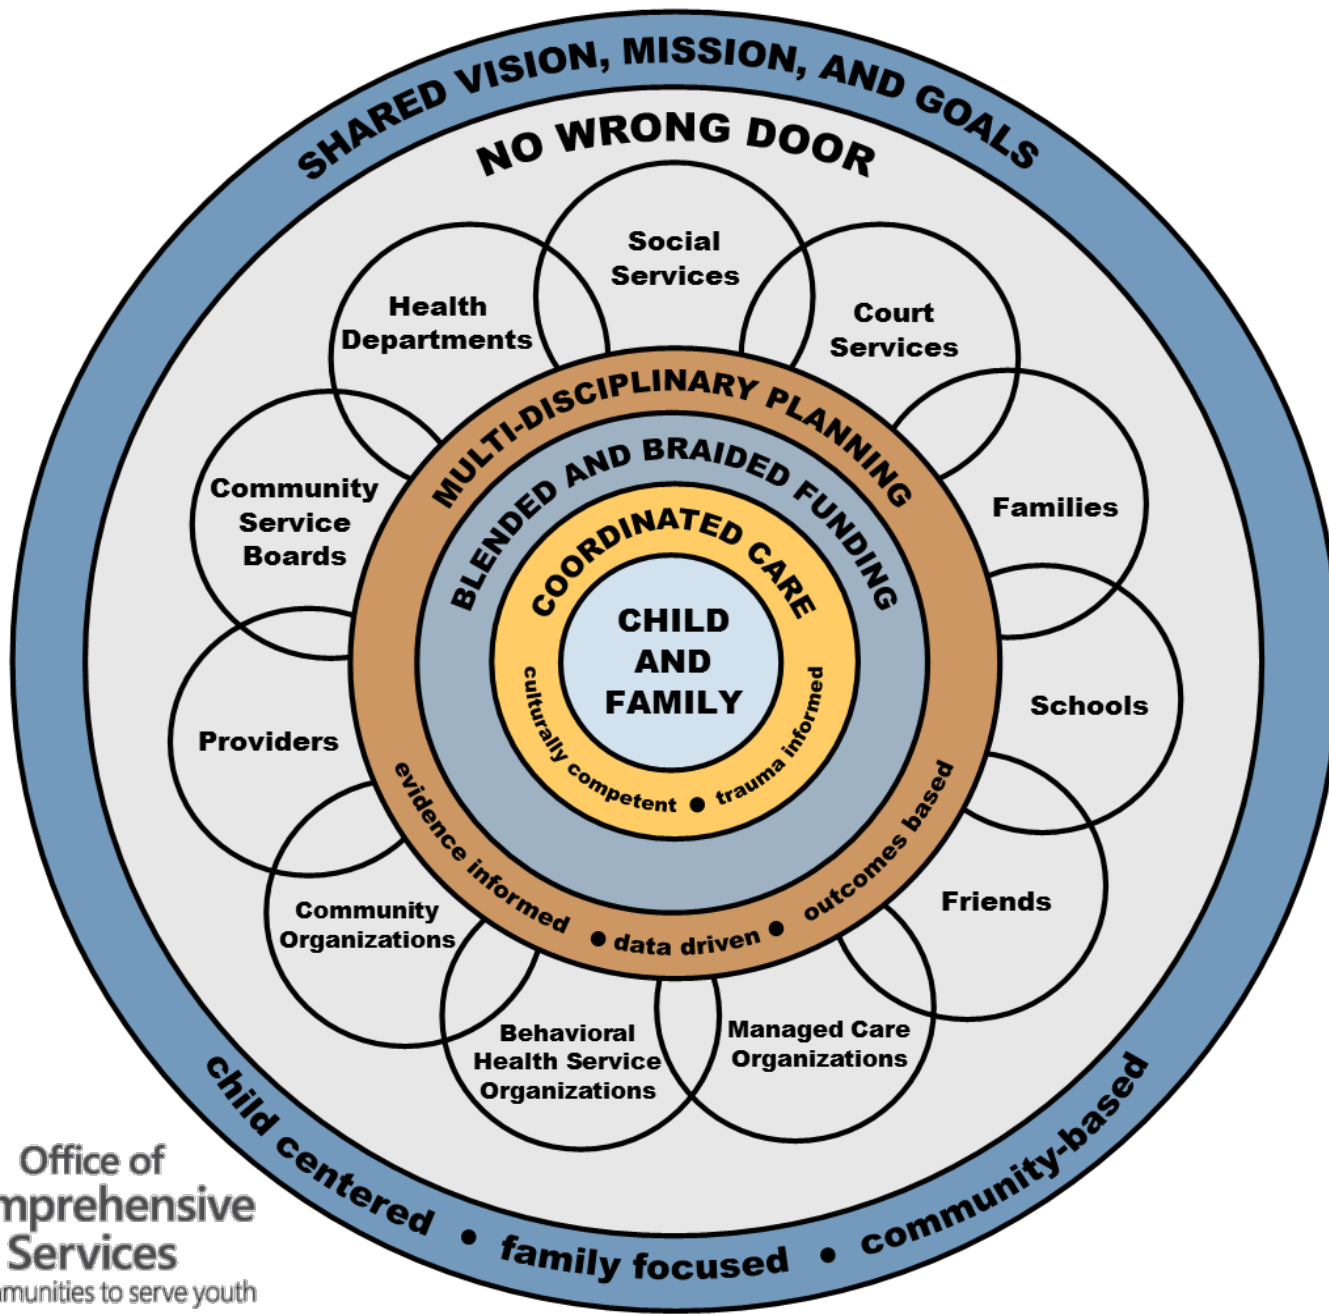 SHARED VISION, MISSION, AND GOALS
NO WRONG DOOR
Social
Services
Court
Services
Families
Schools
Friends
Managed Care
Organizations
Behavioral
Health Service
Organizations
Community
Organizations
Providers
Community
Service
Boards
Health
Departments
MULTI-DISCIPLINARY PLANNING
evidence informed ● data driven ● outcomes based
BLENDED AND BRAIDED FUNDING
COORDINATED CARE
culturally competent ● trauma informed
CHILD
AND
FAMILY
child centered ● family focused ● community-based
Office of
mprehensive
Services
munities to serve youth